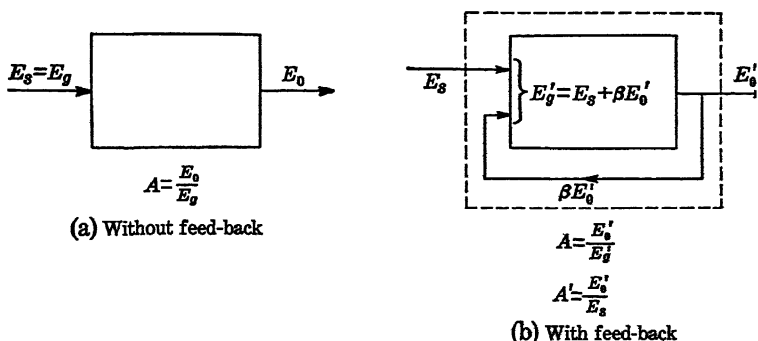 E_s=E_g
E_0
A=E_0/E_g
(a) Without feed-back
E_s
E'_g=E_s+βE_0'
E_0'
βE_0'
A=E_0'/E_g'
A'=E_0'/E_s
(b) With feed-back